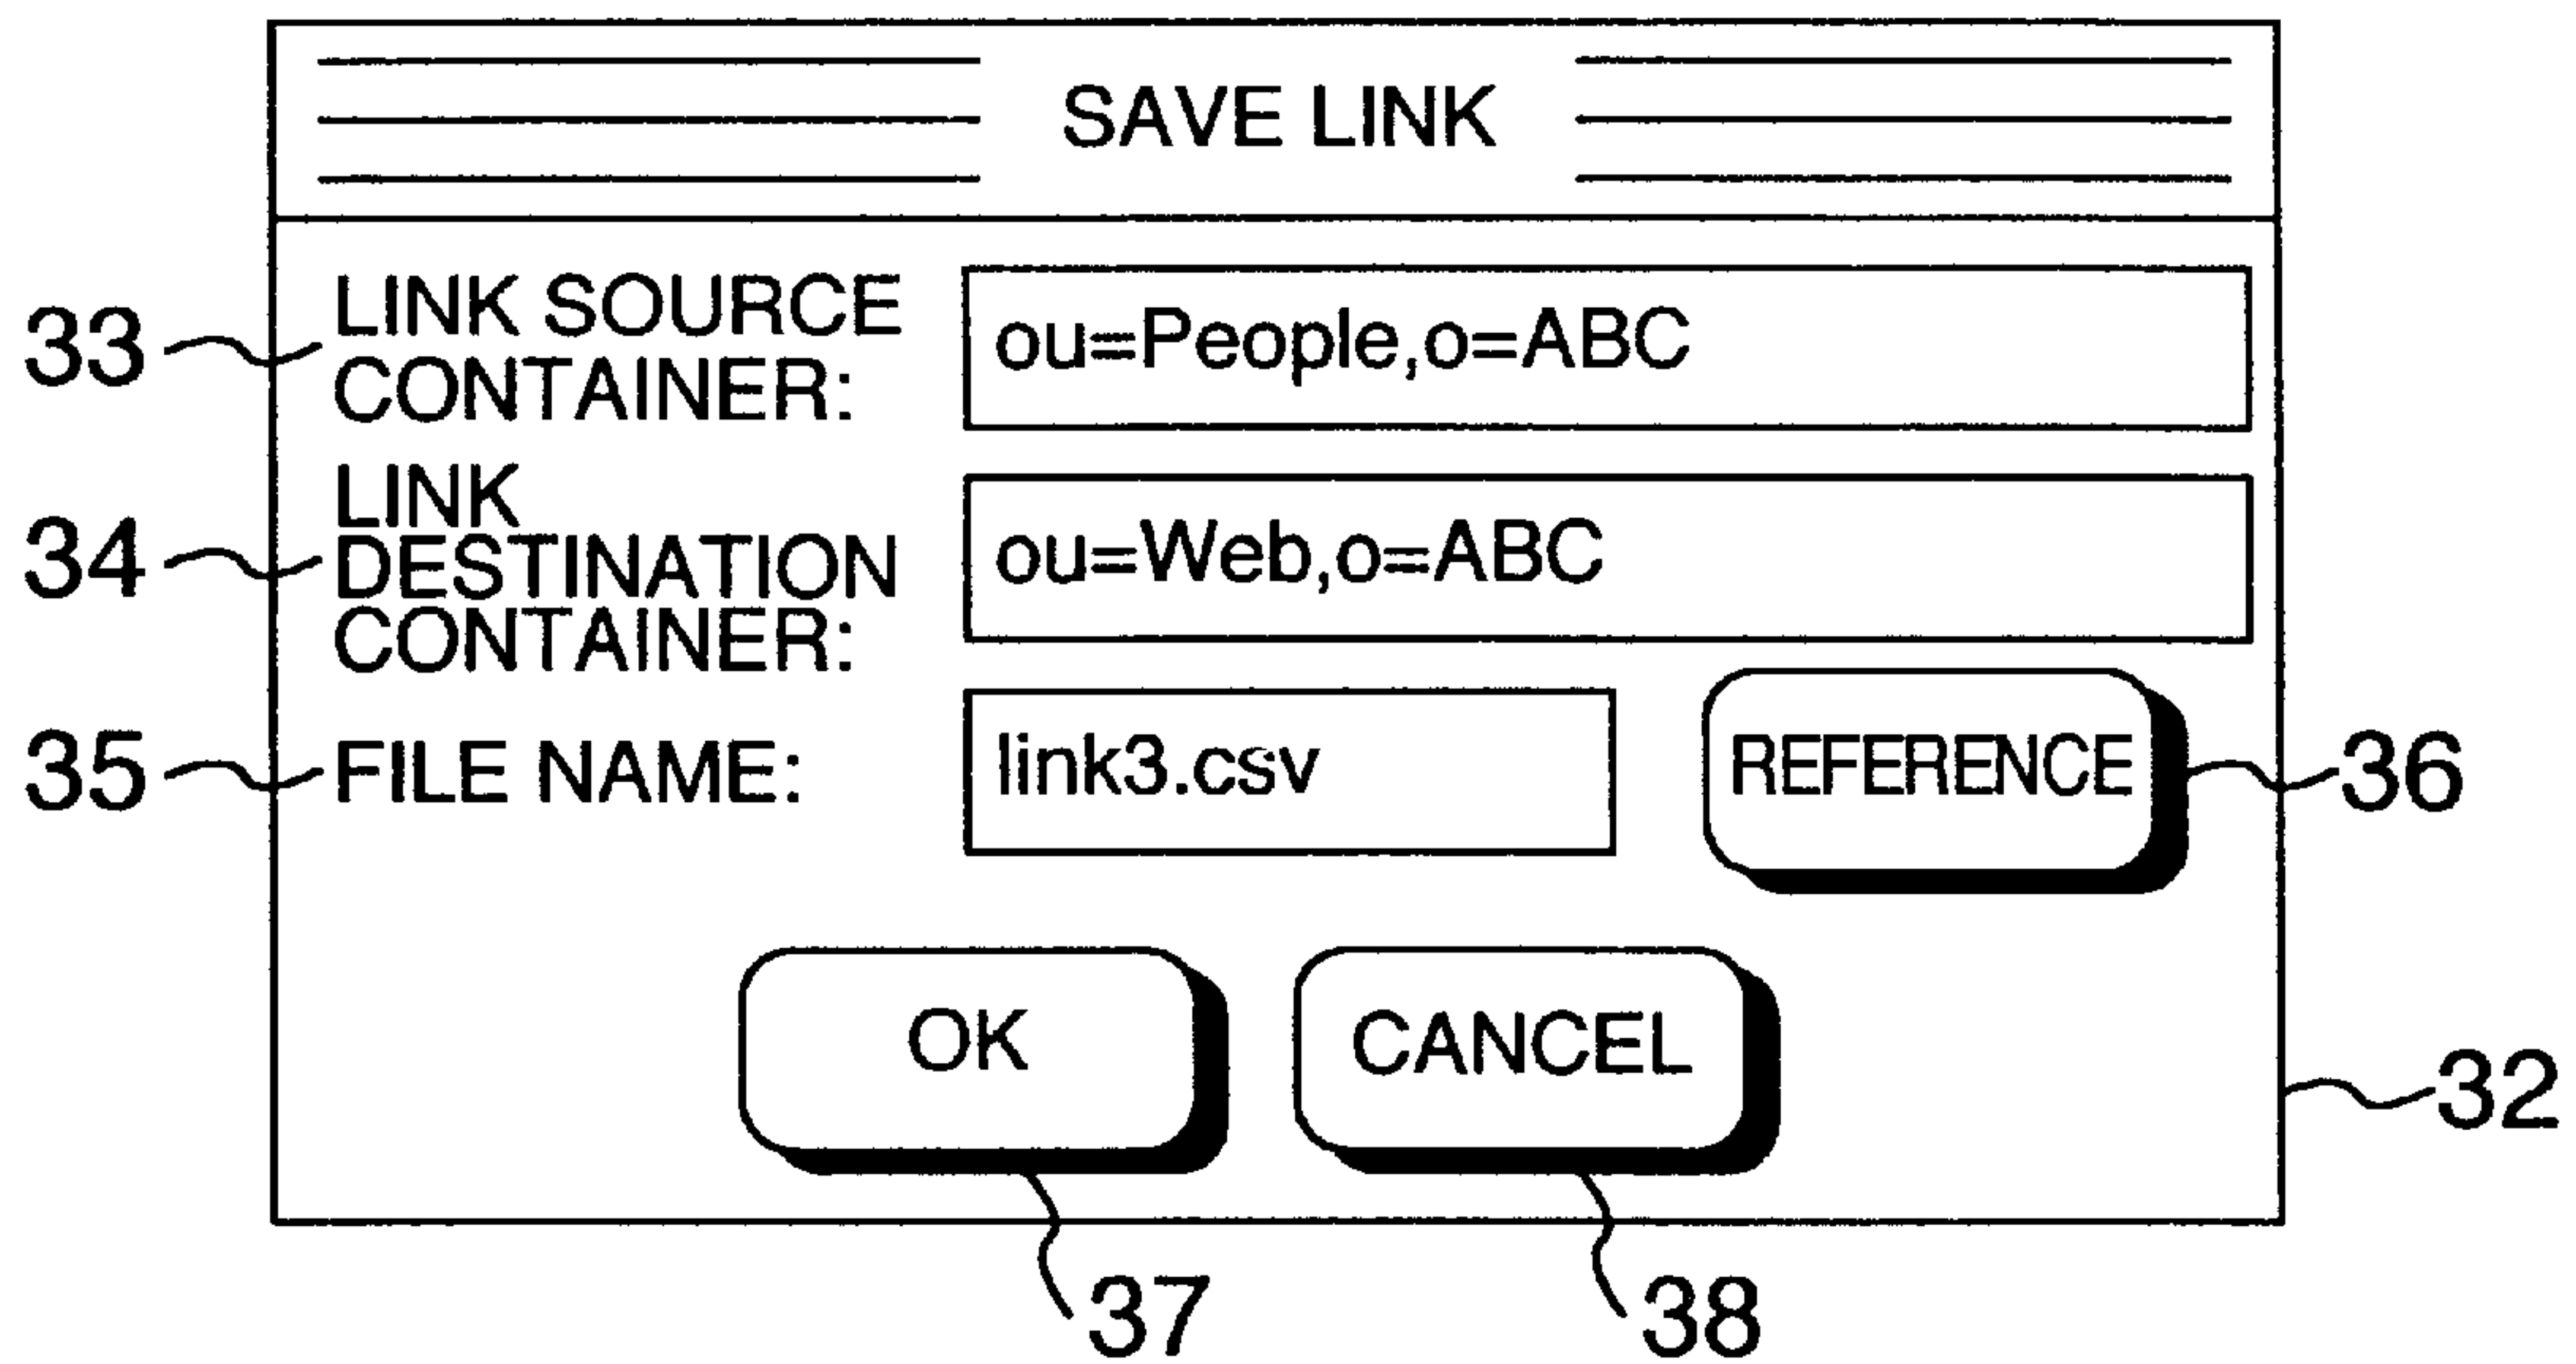 SAVE LINK
33 LINK SOURCE
CONTAINER: ou=People,o=ABC
34 LINK
DESTINATION
CONTAINER: ou=Web,o=ABC
35 FILE NAME: link3.csv REFERENCE 36
OK CANCEL
32
37 38